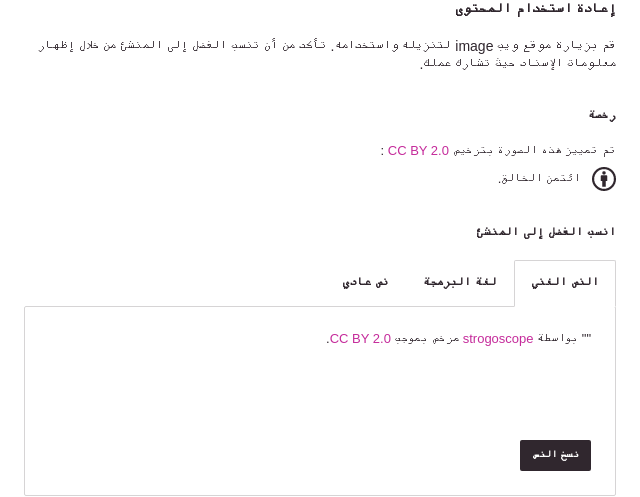 إعادة استخدام المحتوى
قم بزيارة موقع ويب image لتنزيله واستخدامه. تأكد من أن تنسب الفضل إلى المنشئ من خلال إظهار
معلومات الإسناد حيث تشارك عملك.
رخصة
تم تمييز هذه الصورة بترخيص CC BY 2.0 :
ائتمن الخالق.
انسب الفضل إلى المنشئ
النص الغني
لغة البرمجة
نص عادي
"" بواسطة strogoscope مرخص بموجب CC BY 2.0.
نسخ النص